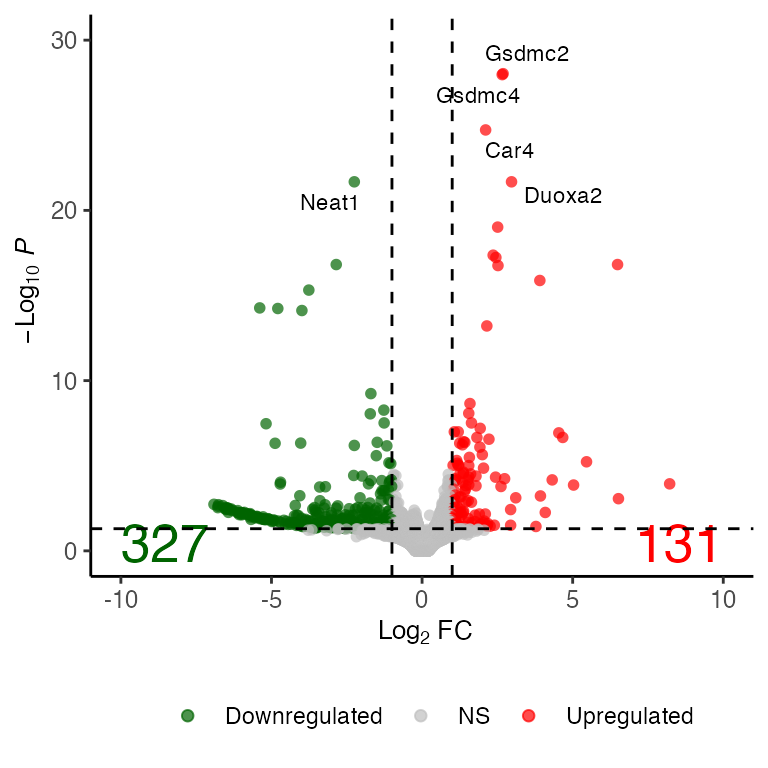 30
Gsdmc2
Gsdmc4
Car4
20
Neat1
Duoxa2
−Log₁₀ P
10
0
327
131
-10 -5 0 5 10
Log₂ FC
Downregulated NS Upregulated